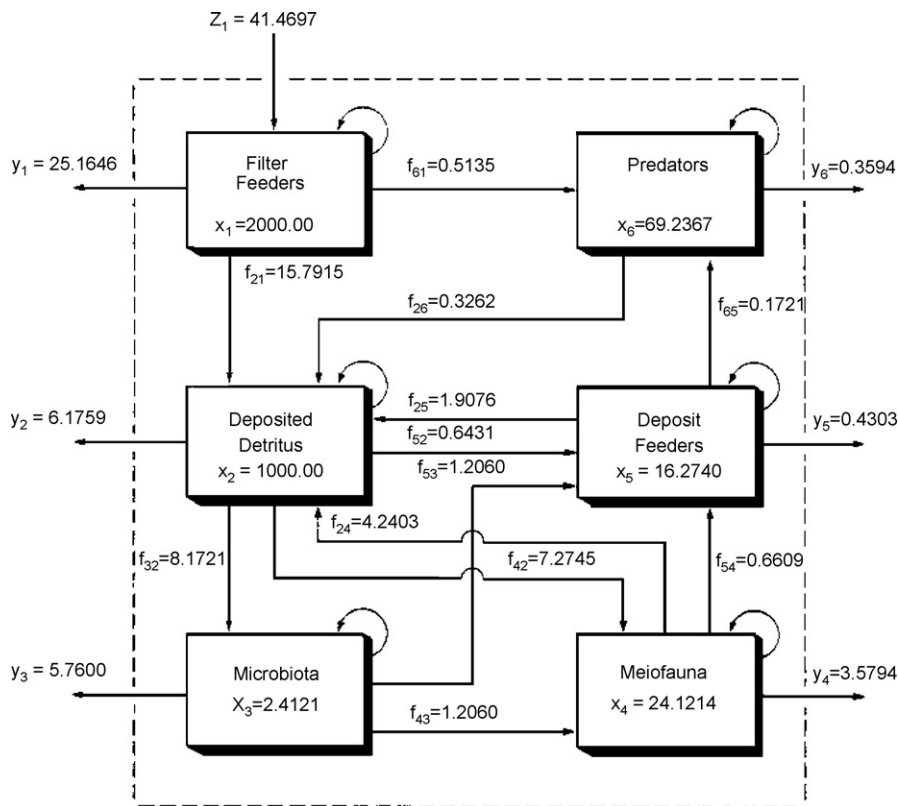 Z₁ = 41.4697
y₁ = 25.1646
Filter
Feeders
x₁=2000.00
f₆₁=0.5135
Predators
x₆=69.2367
y₆=0.3594
f₂₁=15.7915
f₂₆=0.3262
f₆₅=0.1721
y₂ = 6.1759
Deposited
Detritus
x₂ = 1000.00
f₂₅=1.9076
f₅₂=0.6431
f₅₃=1.2060
Deposit
Feeders
x₅ = 16.2740
y₅=0.4303
f₂₄=4.2403
f₃₂=8.1721
f₄₂=7.2745
f₅₄=0.6609
y₃ = 5.7600
Microbiota
X₃=2.4121
f₄₃=1.2060
Meiofauna
x₄ = 24.1214
y₄=3.5794